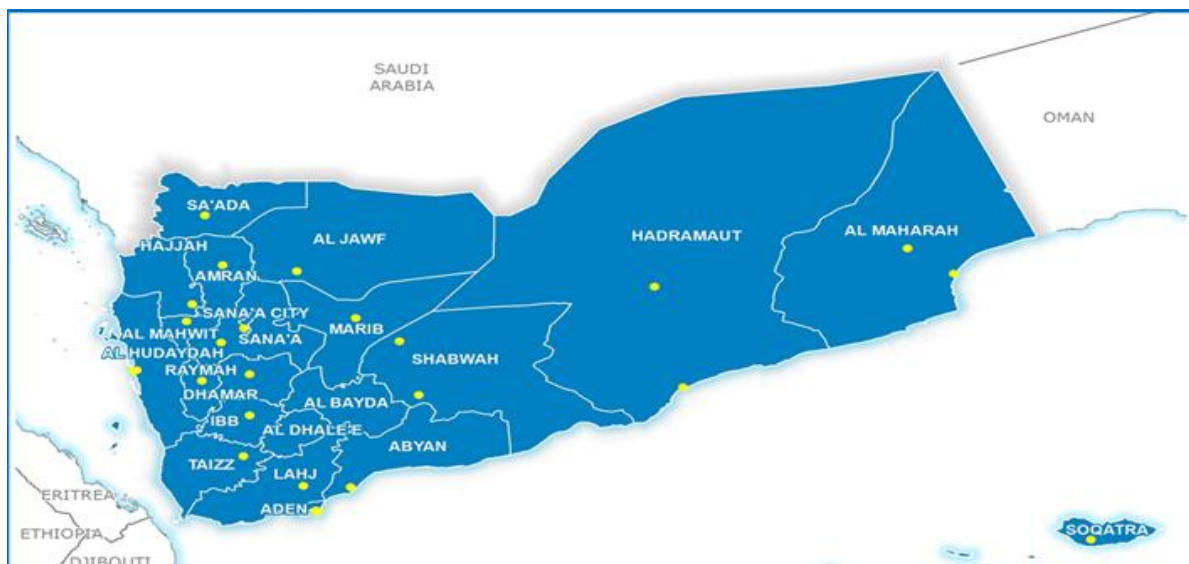 SAUDI
ARABIA
OMAN
SA'ADA
AL JAWF
HADRAMAUT
AL MAHARAH
HAJJAH
AMRAN
SANA'A CITY
AL MAHWIT
SANA'A
MARIB
AL HUDAYDAH
SHABWAH
RAYMAH
DHAMAR
AL BAYDA
IBB
AL DHALE'E
ABYAN
TAIZZ
LAHJ
ADEN
ERITREA
ETHIOPIA
DJIBOUTI
SOQATRA